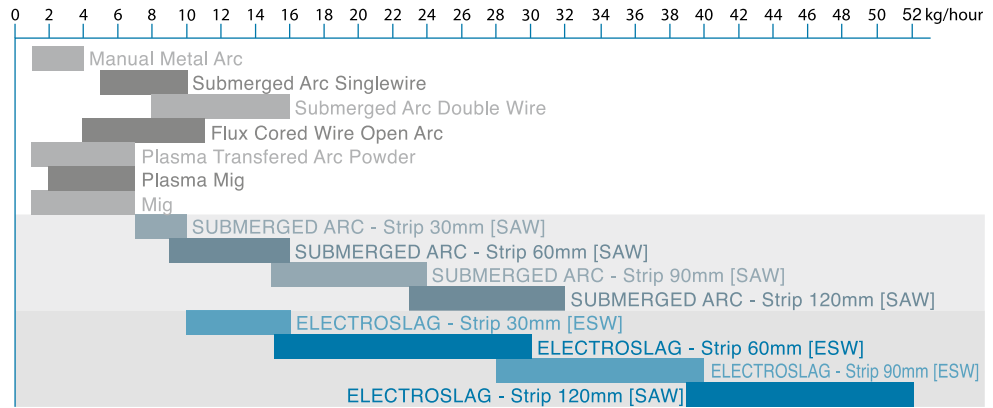 0 2 4 6 8 10 12 14 16 18 20 22 24 26 28 30 32 34 36 38 40 42 44 46 48 50 52 kg/hour
Manual Metal Arc
Submerged Arc Singlewire
Submerged Arc Double Wire
Flux Cored Wire Open Arc
Plasma Transfered Arc Powder
Plasma Mig
Mig
SUBMERGED ARC - Strip 30mm [SAW]
SUBMERGED ARC - Strip 60mm [SAW]
SUBMERGED ARC - Strip 90mm [SAW]
SUBMERGED ARC - Strip 120mm [SAW]
ELECTROSLAG - Strip 30mm [ESW]
ELECTROSLAG - Strip 60mm [ESW]
ELECTROSLAG - Strip 90mm [ESW]
ELECTROSLAG - Strip 120mm [SAW]